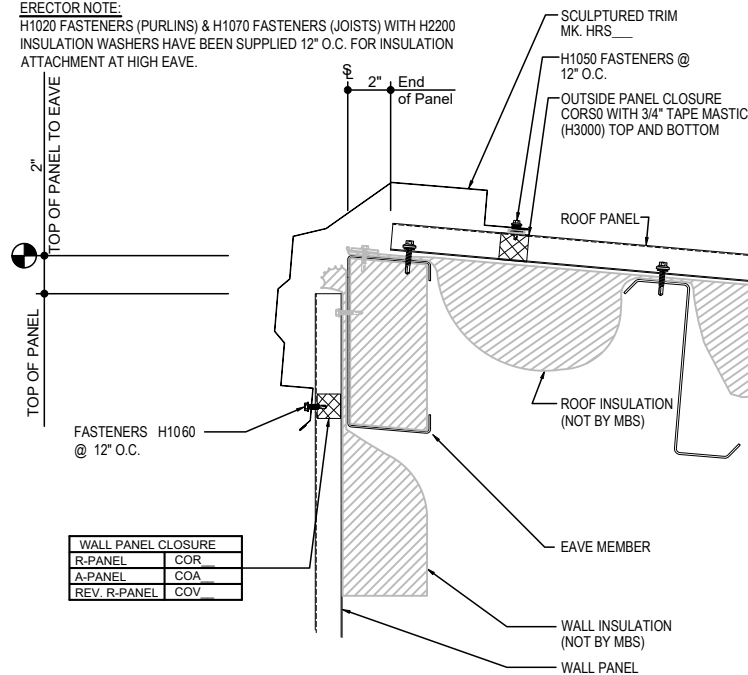 ERECTOR NOTE:
H1020 FASTENERS (PURLINS) & H1070 FASTENERS (JOISTS) WITH H2200
INSULATION WASHERS HAVE BEEN SUPPLIED 12" O.C. FOR INSULATION
ATTACHMENT AT HIGH EAVE.
SCULPTURED TRIM
MK. HRS___
H1050 FASTENERS @
12" O.C.
OUTSIDE PANEL CLOSURE
CORS0 WITH 3/4" TAPE MASTIC
(H3000) TOP AND BOTTOM
2" End
of Panel
2"
TOP OF PANEL TO EAVE
ROOF PANEL
TOP OF PANEL
ROOF INSULATION
(NOT BY MBS)
FASTENERS H1060
@ 12" O.C.
WALL PANEL CLOSURE
R-PANEL COR__
A-PANEL COA__
REV. R-PANEL COV__
EAVE MEMBER
WALL INSULATION
(NOT BY MBS)
WALL PANEL